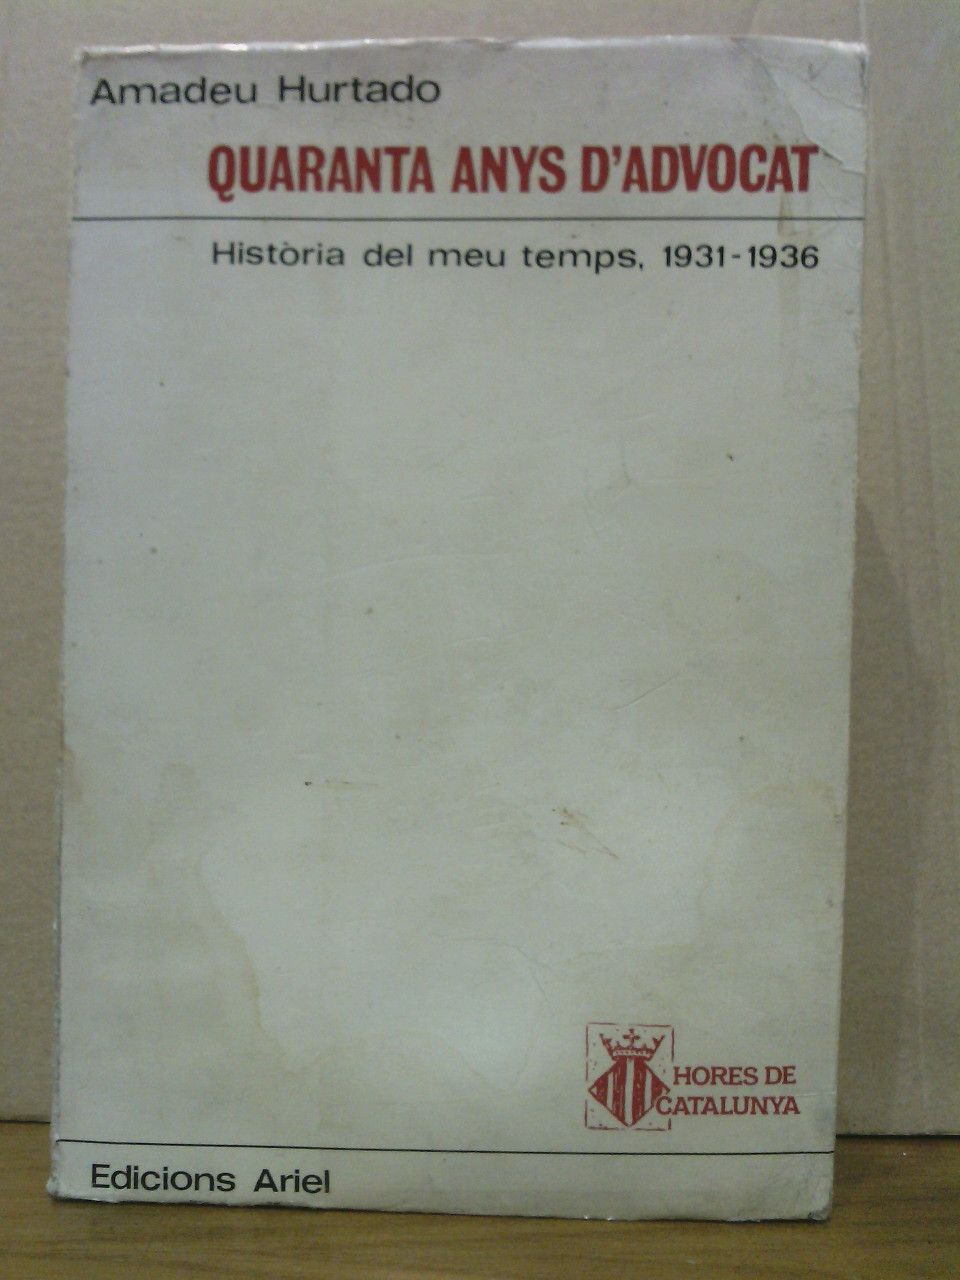 Amadeu Hurtado
QUARANTA ANYS D'ADVOCAT
Història del meu temps, 1931-1936
HORES DE
CATALUNYA
Edicions Ariel